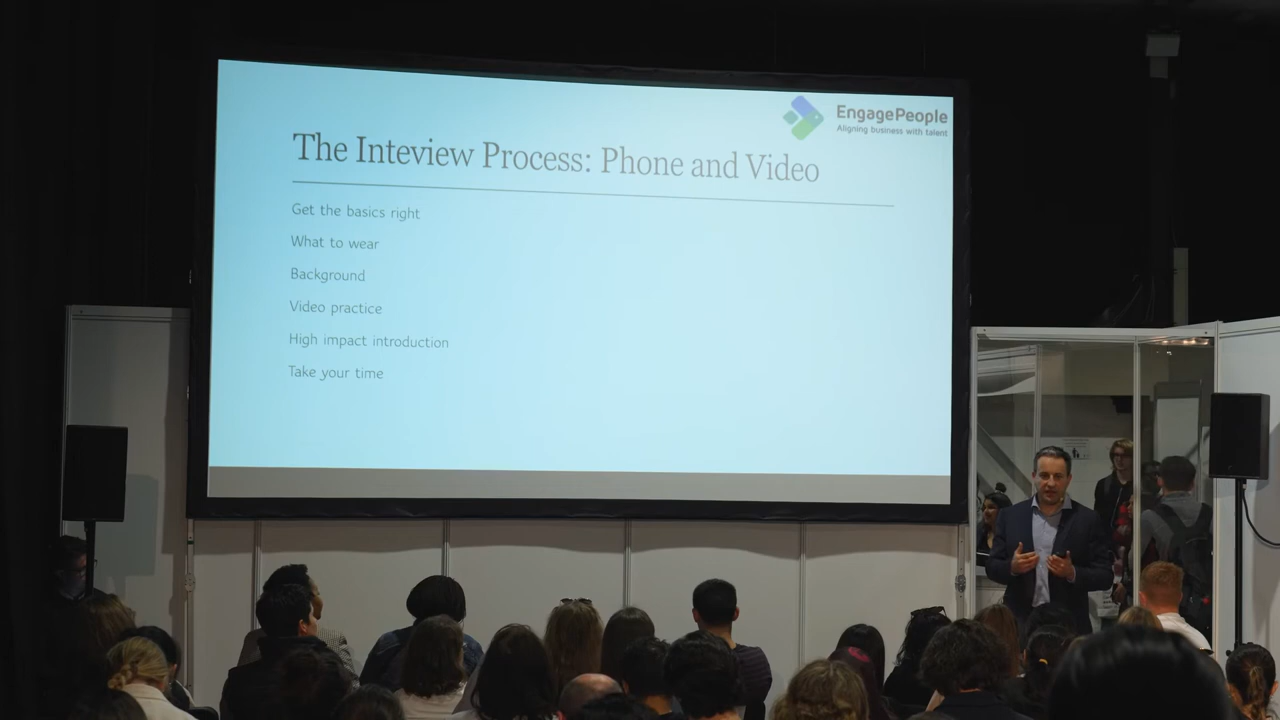 EngagePeople
Aligning business with talent
The Inteview Process: Phone and Video
Get the basics right
What to wear
Background
Video practice
High impact introduction
Take your time